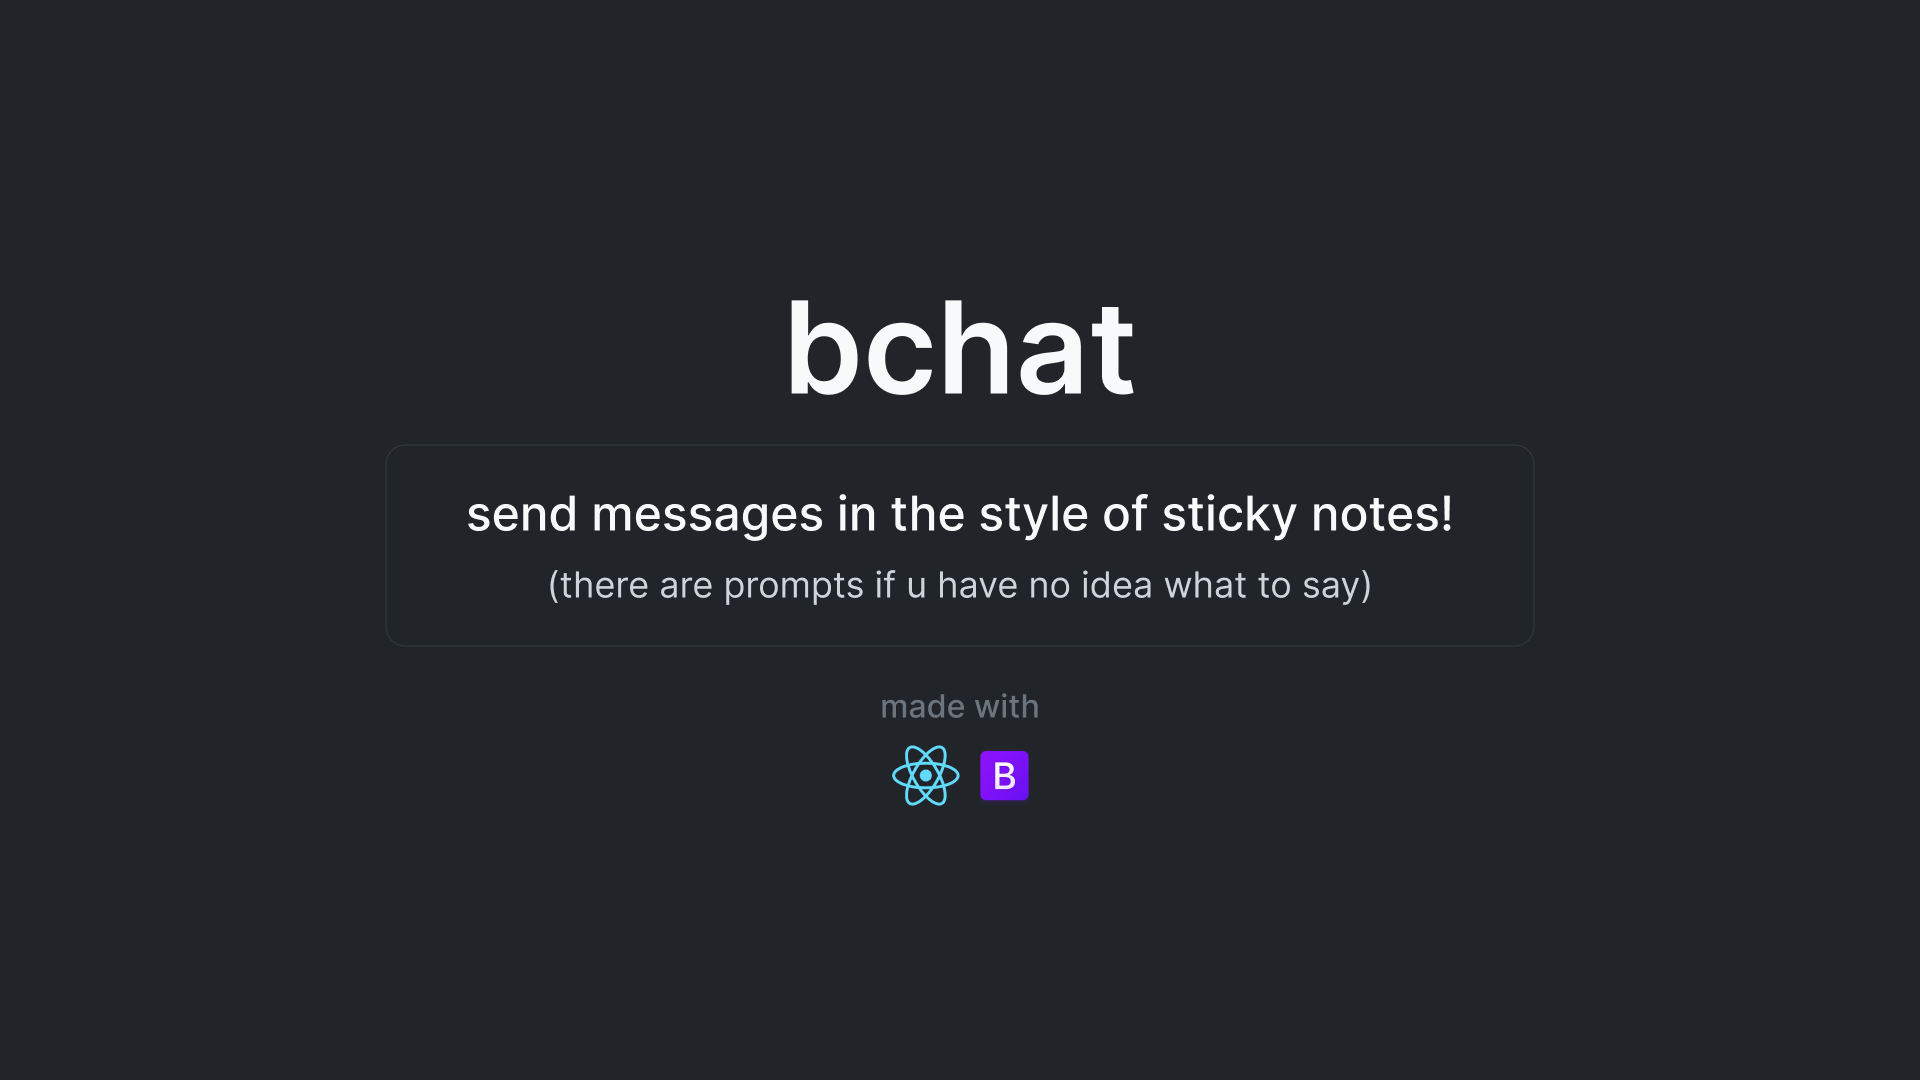 bchat
send messages in the style of sticky notes!
(there are prompts if u have no idea what to say)
made with
B